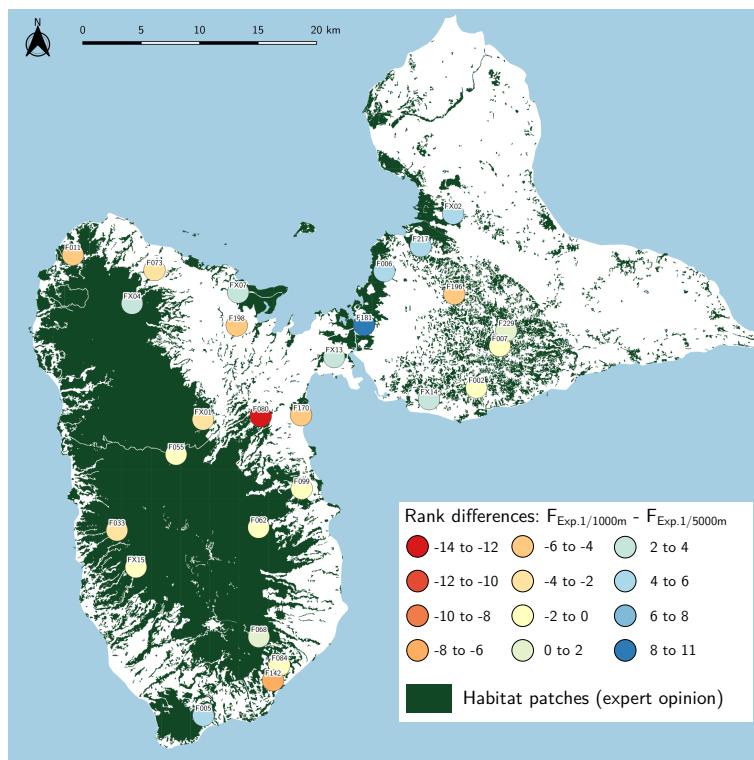 N
0 5 10 15 20 km
FX02
F217
F011
F073
F006
FX07
F196
FX04
F198
F181
F229
F007
FX13
F002
FX14
FX01
F080
F170
F055
F099
F033
F062
FX15
F068
F084
F142
F005
Rank differences: F Exp.1/1000m - F Exp.1/5000m
-14 to -12 -6 to -4 2 to 4
-12 to -10 -4 to -2 4 to 6
-10 to -8 -2 to 0 6 to 8
-8 to -6 0 to 2 8 to 11
Habitat patches (expert opinion)